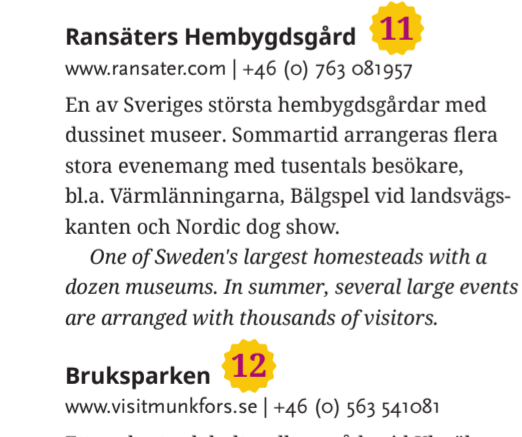 Ransäters Hembygdsgård 11
www.ransater.com | +46 (0) 763 081957
En av Sveriges största hembygdsgårdar med
dussinet museer. Sommartid arrangeras flera
stora evenemang med tusentals besökare,
bl.a. Värmlänningarna, Bälgspel vid landsvägs-
kanten och Nordic dog show.
One of Sweden's largest homesteads with a
dozen museums. In summer, several large events
are arranged with thousands of visitors.
Bruksparken 12
www.visitmunkfors.se | +46 (0) 563 541081